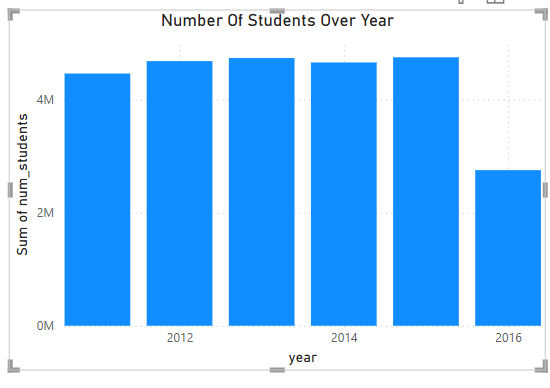 Number Of Students Over Year
Sum of num_students
4M
2M
0M
2012
2014
2016
year